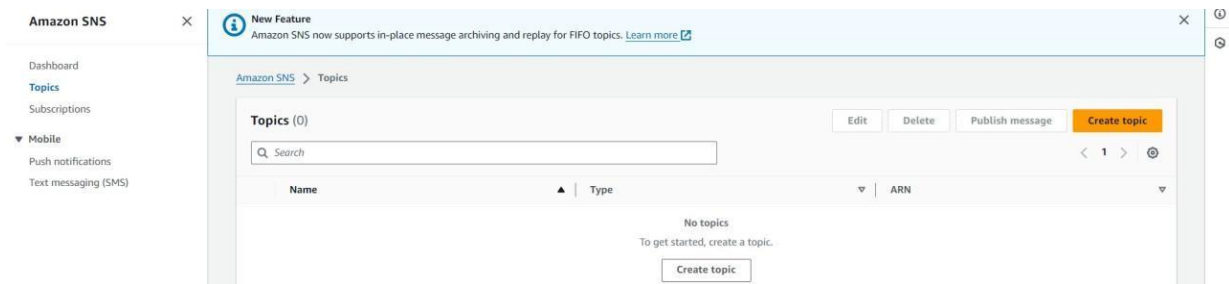 Amazon SNS
New Feature
Amazon SNS now supports in-place message archiving and replay for FIFO topics. Learn more
Dashboard
Topics
Subscriptions
Mobile
Push notifications
Text messaging (SMS)
Amazon SNS > Topics
Topics (0)
Edit Delete Publish message Create topic
Search
< 1 >
Name Type ARN
No topics
To get started, create a topic.
Create topic